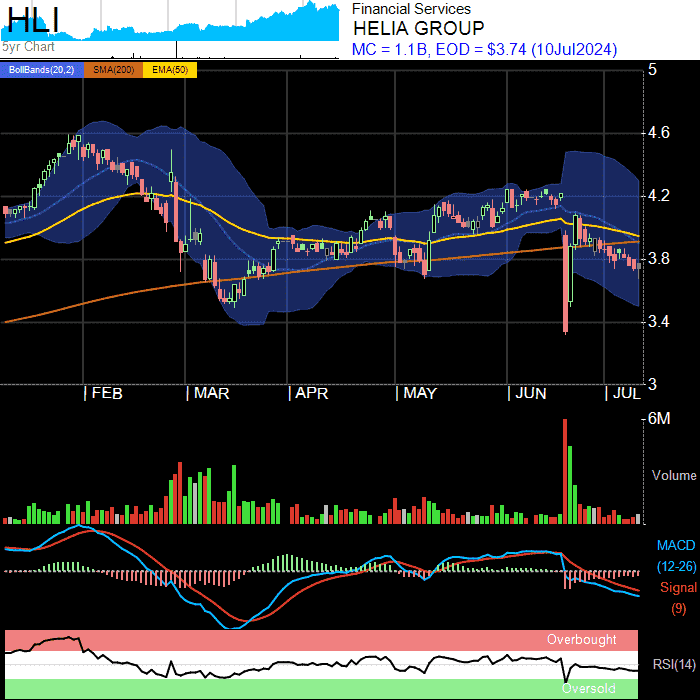 HLI
5yr Chart
Financial Services
HELIA GROUP
MC = 1.1B, EOD = $3.74 (10Jul2024)
BollBands(20,2) SMA(200) EMA(50)
5
4.6
4.2
3.8
3.4
3
FEB MAR APR MAY JUN JUL
6M
Volume
MACD
(12-26)
Signal
(9)
Overbought
RSI(14)
Oversold